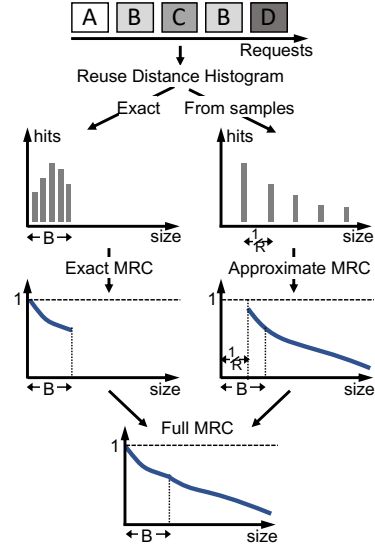 A B C B D
Requests
Reuse Distance Histogram
Exact From samples
hits hits
B size 1/R size
Exact MRC Approximate MRC
1 1
1/R
B size B size
Full MRC
1
B size